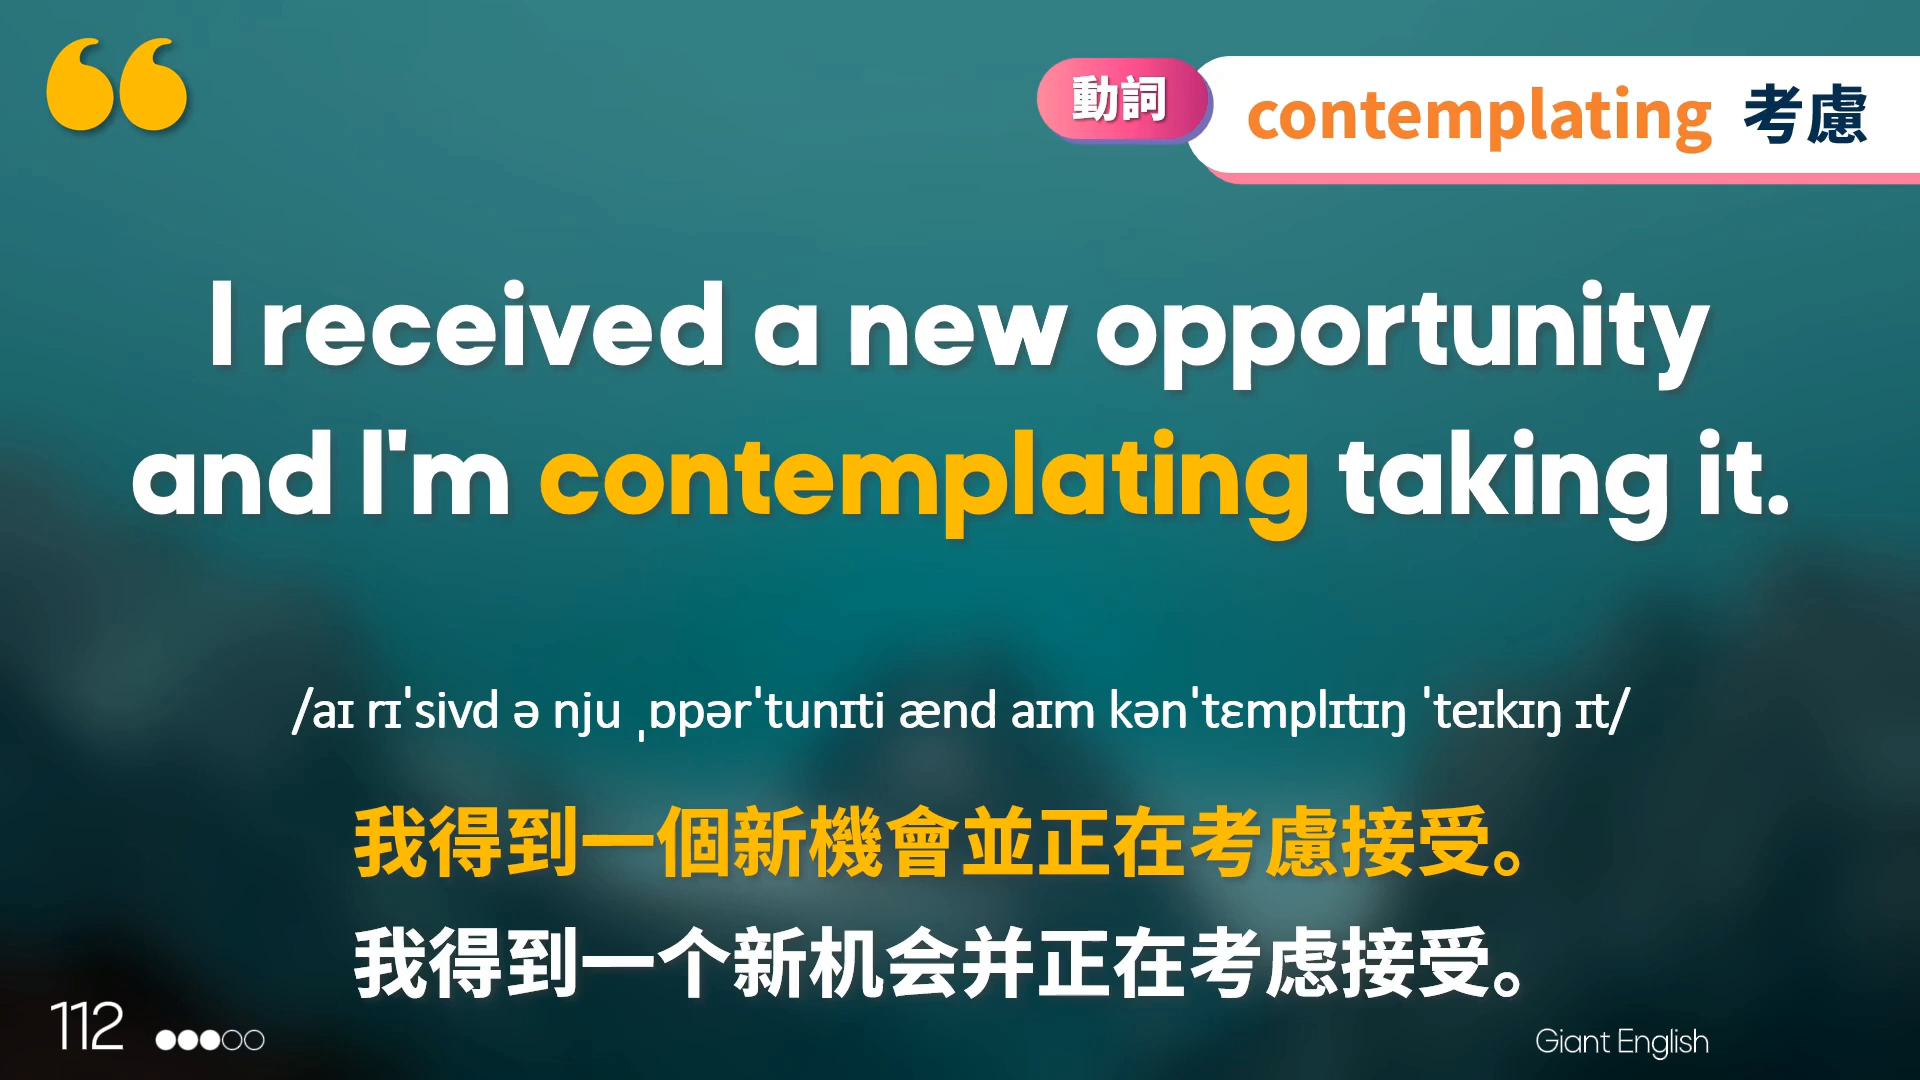 動詞
contemplating 考慮
I received a new opportunity
and I'm contemplating taking it.
/aɪ rɪˈsivd ə nju ˌɒppərˈtunɪti ænd aɪm kənˈtɛmplɪtɪŋ ˈteɪkɪŋ ɪt/
我得到一個新機會並正在考慮接受。
我得到一个新机会并正在考虑接受。
112
Giant English